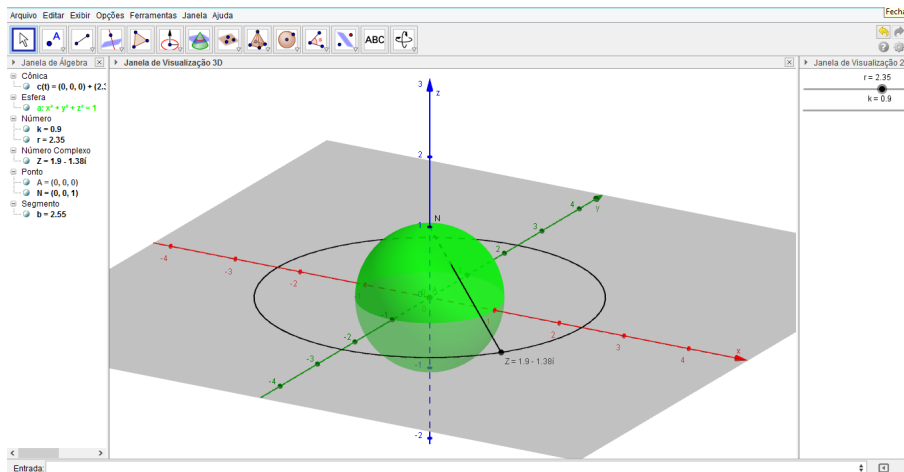 Arquivo Editar Exibir Opções Ferramentas Janela Ajuda
Fecha
ABC
Janela de Álgebra
Cônica
c(t) = (0, 0, 0) + (2.3
Esfera
a: x² + y² + z² = 1
Número
k = 0.9
r = 2.35
Número Complexo
Z = 1.9 - 1.38í
Ponto
A = (0, 0, 0)
N = (0, 0, 1)
Segmento
b = 2.55
Janela de Visualização 3D
3
z
2
1
N
4
y
3
2
-4
-3
-2
-1
-2
-3
-4
2
3
4
x
Z = 1.9 - 1.38í
-1
-2
Janela de Visualização 2
r = 2.35
k = 0.9
Entrada: